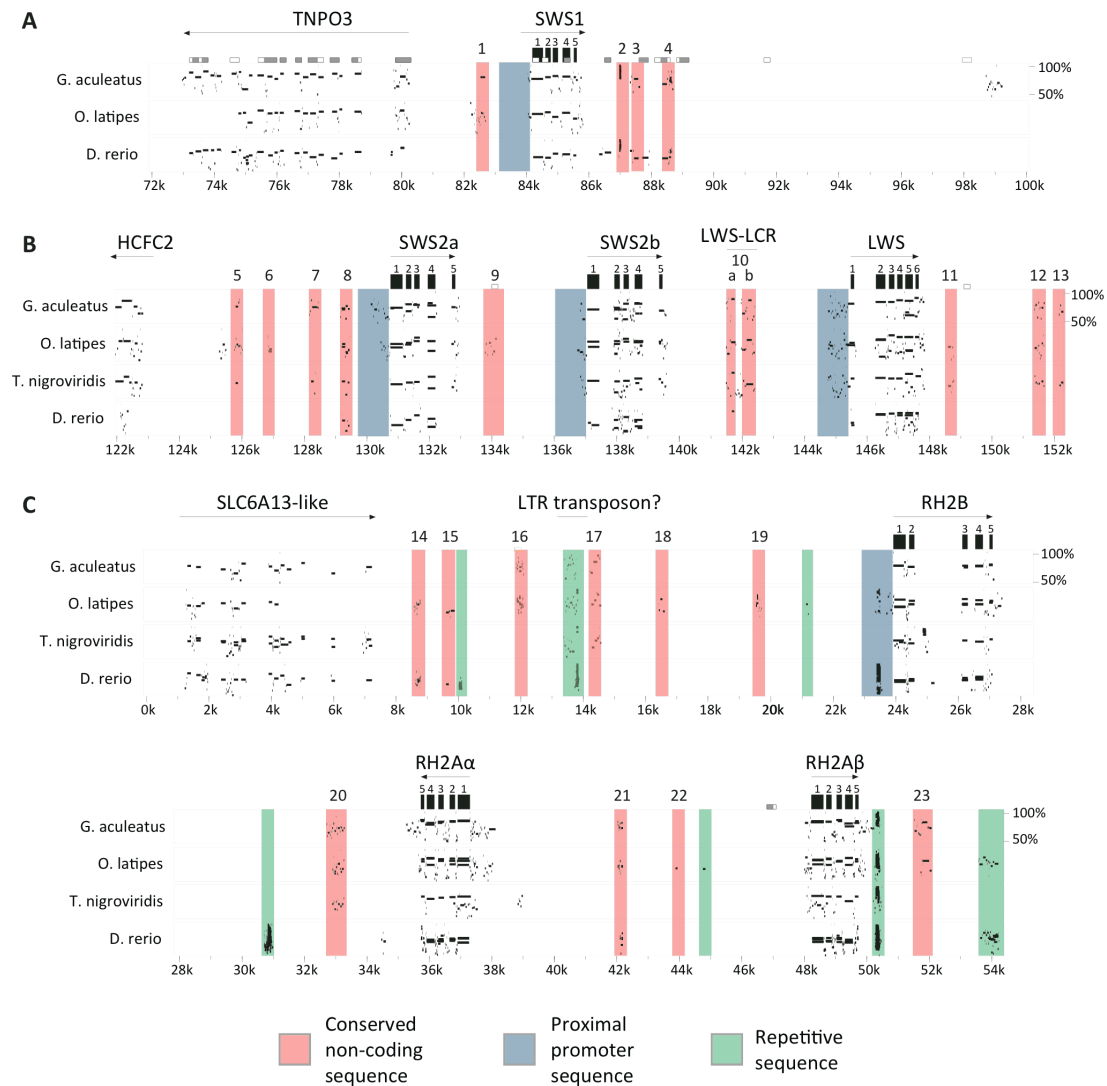 A
TNPO3
SWS1
1
1 2 3 4 5
2 3 4
G. aculeatus
100%
50%
O. latipes
D. rerio
72k 74k 76k 78k 80k 82k 84k 86k 88k 90k 92k 94k 96k 98k 100k
B
HCFC2
SWS2a
SWS2b
LWS-LCR
LWS
5 6 7 8
1 2 3 4 5
9
1 2 3 4 5
10
a b
1 2 3 4 5 6
11 12 13
G. aculeatus
100%
50%
O. latipes
T. nigroviridis
D. rerio
122k 124k 126k 128k 130k 132k 134k 136k 138k 140k 142k 144k 146k 148k 150k 152k
C
SLC6A13-like
LTR transposon?
RH2B
14 15 16 17 18 19
1 2 3 4 5
G. aculeatus
100%
50%
O. latipes
T. nigroviridis
D. rerio
0k 2k 4k 6k 8k 10k 12k 14k 16k 18k 20k 22k 24k 26k 28k
RH2Aα
RH2Aβ
20
5 4 3 2 1
21 22
1 2 3 4 5
23
G. aculeatus
100%
50%
O. latipes
T. nigroviridis
D. rerio
28k 30k 32k 34k 36k 38k 40k 42k 44k 46k 48k 50k 52k 54k
Conserved
non-coding
sequence
Proximal
promoter
sequence
Repetitive
sequence